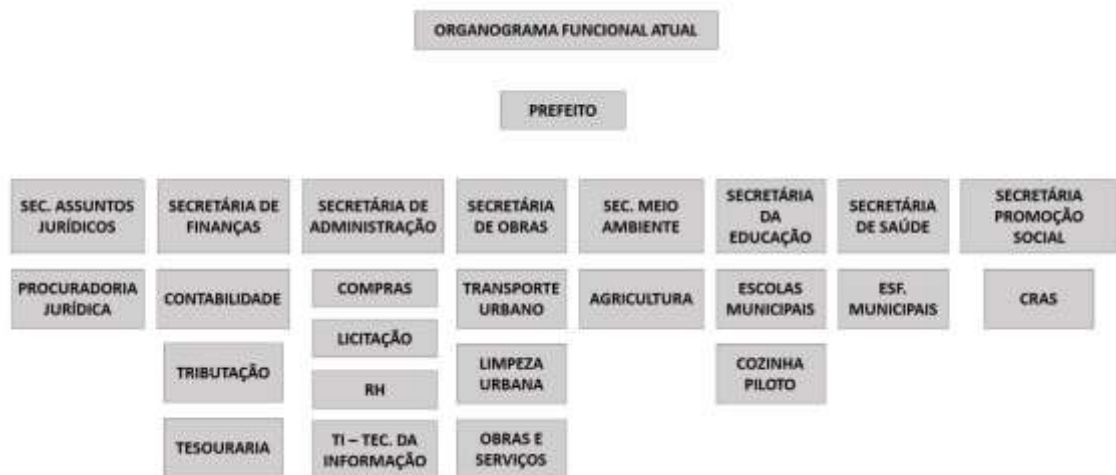 ORGANOGRAMA FUNCIONAL ATUAL
PREFEITO
SEC. ASSUNTOS
JURÍDICOS
SECRETÁRIA DE
FINANÇAS
SECRETÁRIA DE
ADMINISTRAÇÃO
SECRETÁRIA
DE OBRAS
SEC. MEIO
AMBIENTE
SECRETÁRIA
DA
EDUCAÇÃO
SECRETÁRIA
DE SAÚDE
SECRETÁRIA
PROMOÇÃO
SOCIAL
PROCURADORIA
JURÍDICA
CONTABILIDADE
COMPRAS
TRANSPORTE
URBANO
AGRICULTURA
ESCOLAS
MUNICIPAIS
ESF.
MUNICIPAIS
CRAS
LICITAÇÃO
TRIBUTAÇÃO
RH
LIMPEZA
URBANA
COZINHA
PILOTO
TESOURARIA
TI – TEC. DA
INFORMAÇÃO
OBRAS E
SERVIÇOS